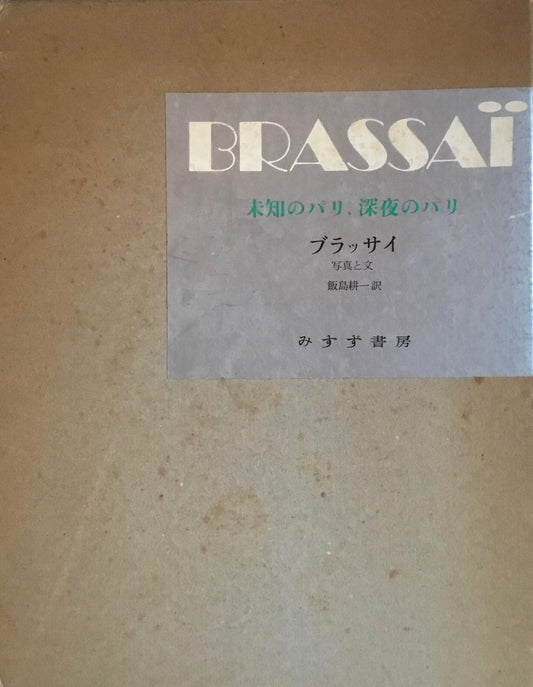 BRASSAÏ
未知のパリ、深夜のパリ
ブラッサイ
写真と文
飯島耕一訳
みすず書房